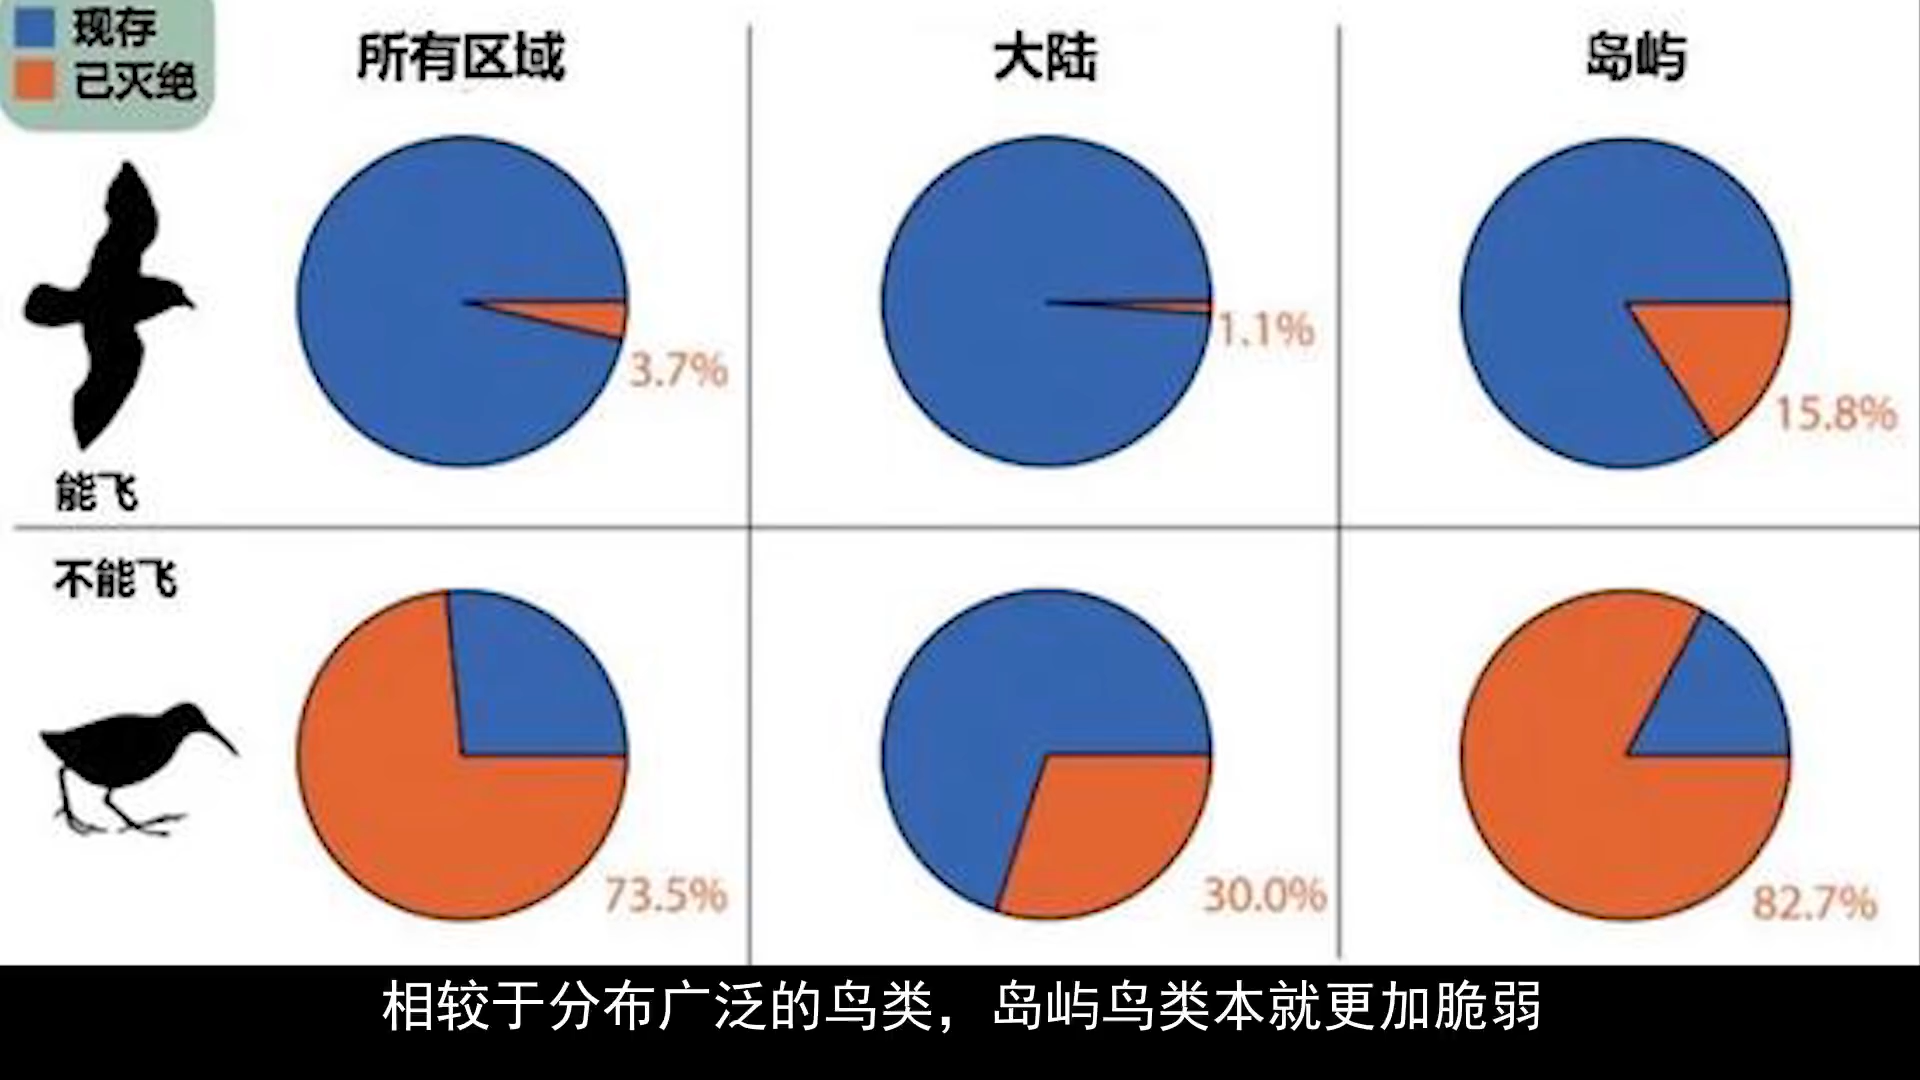 现存
已灭绝
所有区域
大陆
岛屿
3.7%
1.1%
15.8%
能飞
不能飞
73.5%
30.0%
82.7%
相较于分布广泛的鸟类，岛屿鸟类本就更加脆弱